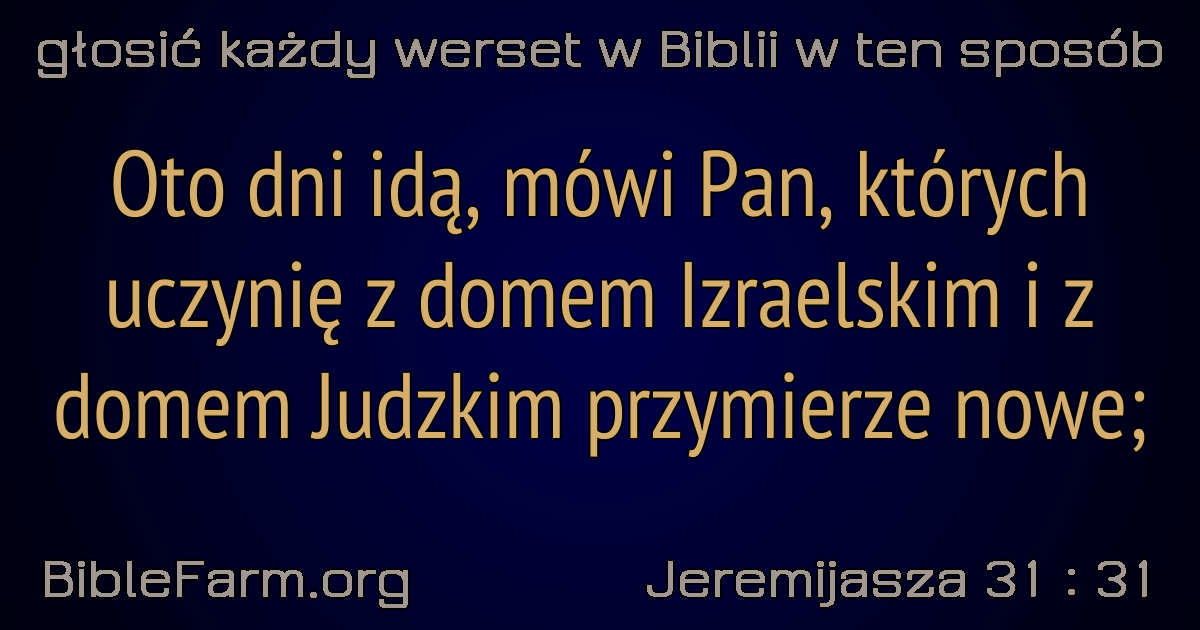 głosić każdy werset w Biblii w ten sposób
Oto dni idą, mówi Pan, których
uczynię z domem Izraelskim i z
domem Judzkim przymierze nowe;
BibleFarm.org
Jeremijasza 31 : 31